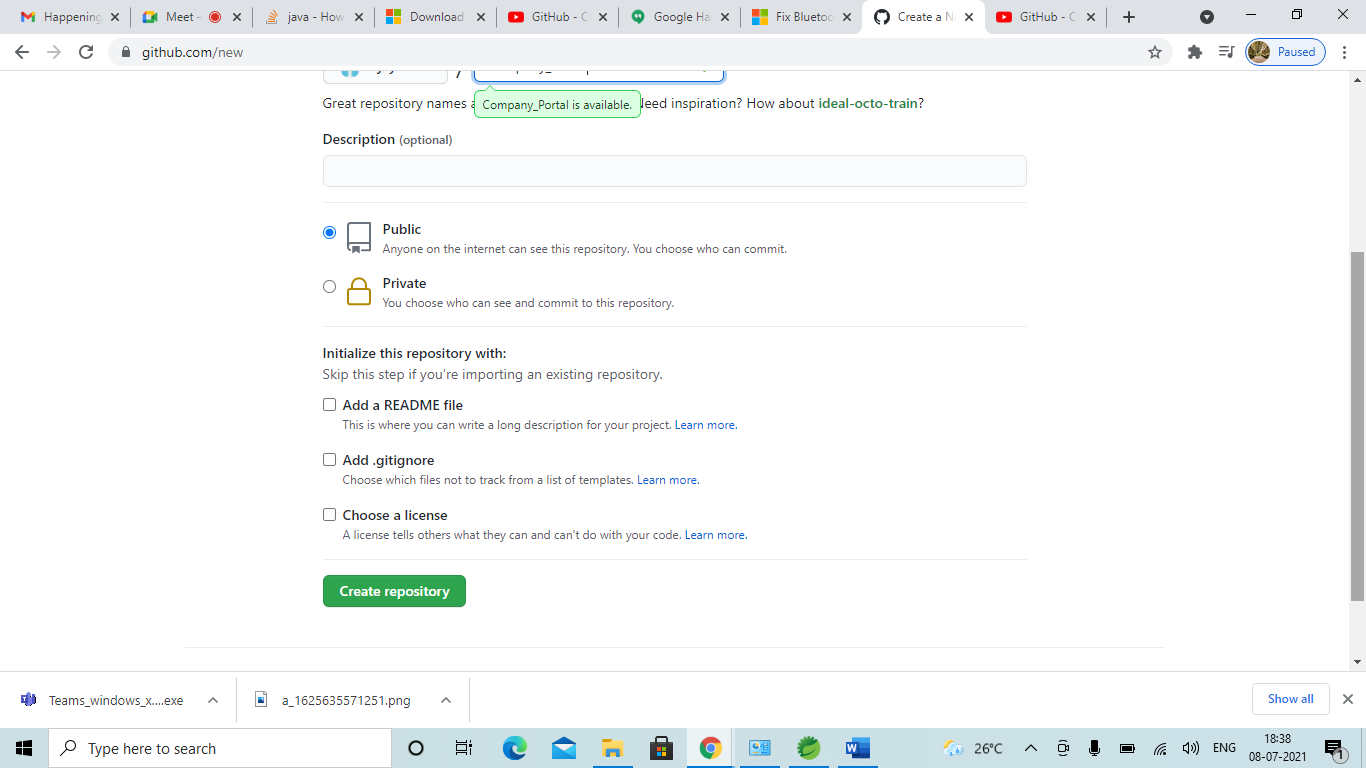 Happening
Meet -
java - How
Download
GitHub - C
Google Ha
Fix Bluetoo
Create a N
GitHub - C
github.com/new
Paused
/
Great repository names a
Company_Portal is available.
Need inspiration? How about ideal-octo-train?
Description (optional)
Public
Anyone on the internet can see this repository. You choose who can commit.
Private
You choose who can see and commit to this repository.
Initialize this repository with:
Skip this step if you're importing an existing repository.
Add a README file
This is where you can write a long description for your project. Learn more.
Add .gitignore
Choose which files not to track from a list of templates. Learn more.
Choose a license
A license tells others what they can and can't do with your code. Learn more.
Create repository
Teams_windows_x....exe
a_1625635571251.png
Show all
Type here to search
26°C
ENG
18:38
08-07-2021
1